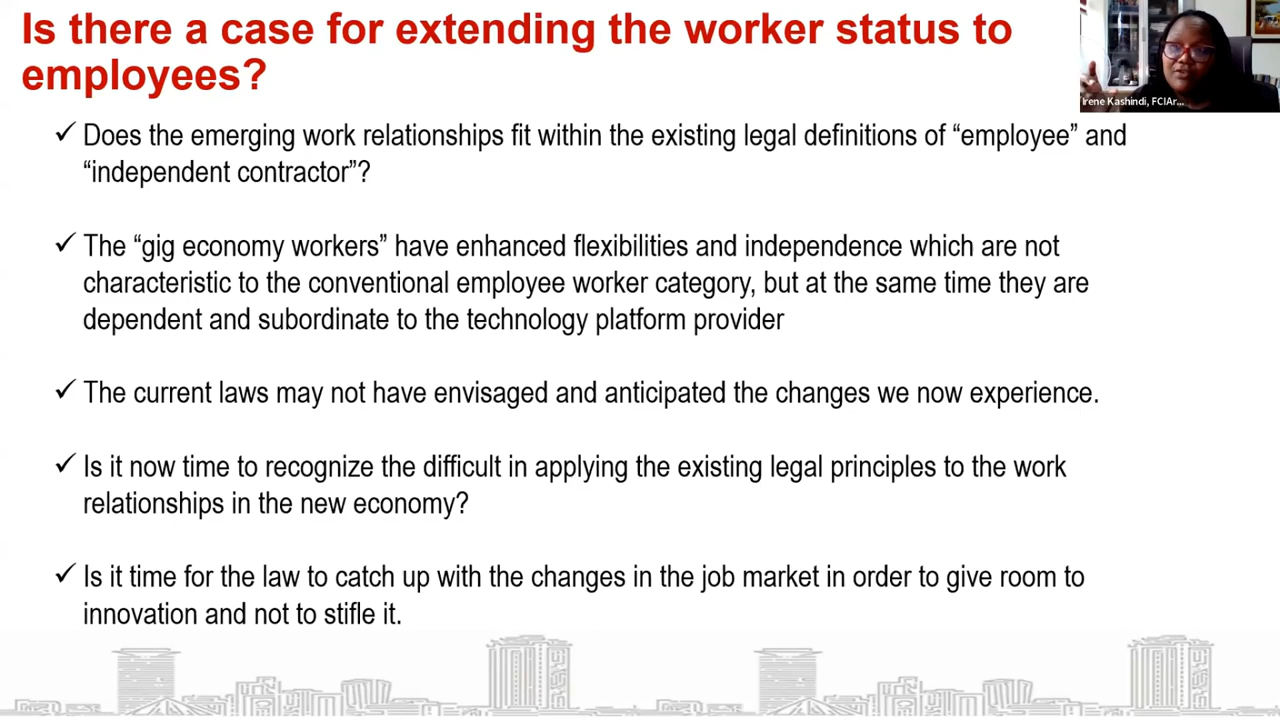 Is there a case for extending the worker status to
employees?
Irene Kashindi, FCIAr...
✓ Does the emerging work relationships fit within the existing legal definitions of “employee” and
“independent contractor”?
✓ The “gig economy workers” have enhanced flexibilities and independence which are not
characteristic to the conventional employee worker category, but at the same time they are
dependent and subordinate to the technology platform provider
✓ The current laws may not have envisaged and anticipated the changes we now experience.
✓ Is it now time to recognize the difficult in applying the existing legal principles to the work
relationships in the new economy?
✓ Is it time for the law to catch up with the changes in the job market in order to give room to
innovation and not to stifle it.